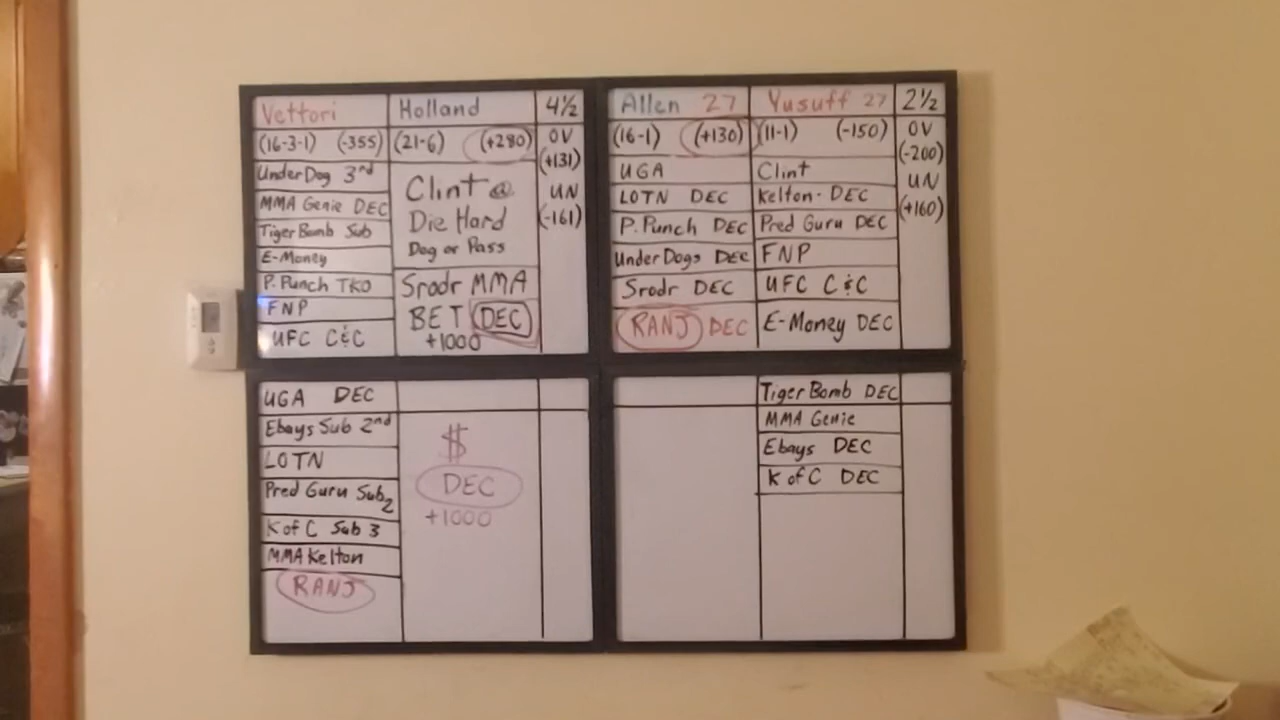 Vettori
Holland
4½
(16-3-1) (-355)
(21-6) (+280)
OV
(+131)
UN
(-161)
UnderDog 3rd
MMA Genie DEC
Tiger Bomb Sub
E-Money
P. Punch TKO
FNP
UFC C&C
Clint @
Die Hard
Dog or Pass
Srodr MMA
BET DEC
+1000
UGA DEC
Ebays Sub 2nd
LOTN
Pred Guru Sub 2
K of C Sub 3
MMA Kelton
RANJ
$
DEC
+1000
Allen 27
Yusuff 27
2½
(16-1) (+130)
(11-1) (-150)
OV
(-200)
UN
(+160)
UGA
LOTN DEC
P. Punch DEC
UnderDogs DEC
Srodr DEC
RANJ DEC
Clint
Kelton- DEC
Pred Guru DEC
FNP
UFC C&C
E-Money DEC
Tiger Bomb DEC
MMA Genie
Ebays DEC
K of C DEC